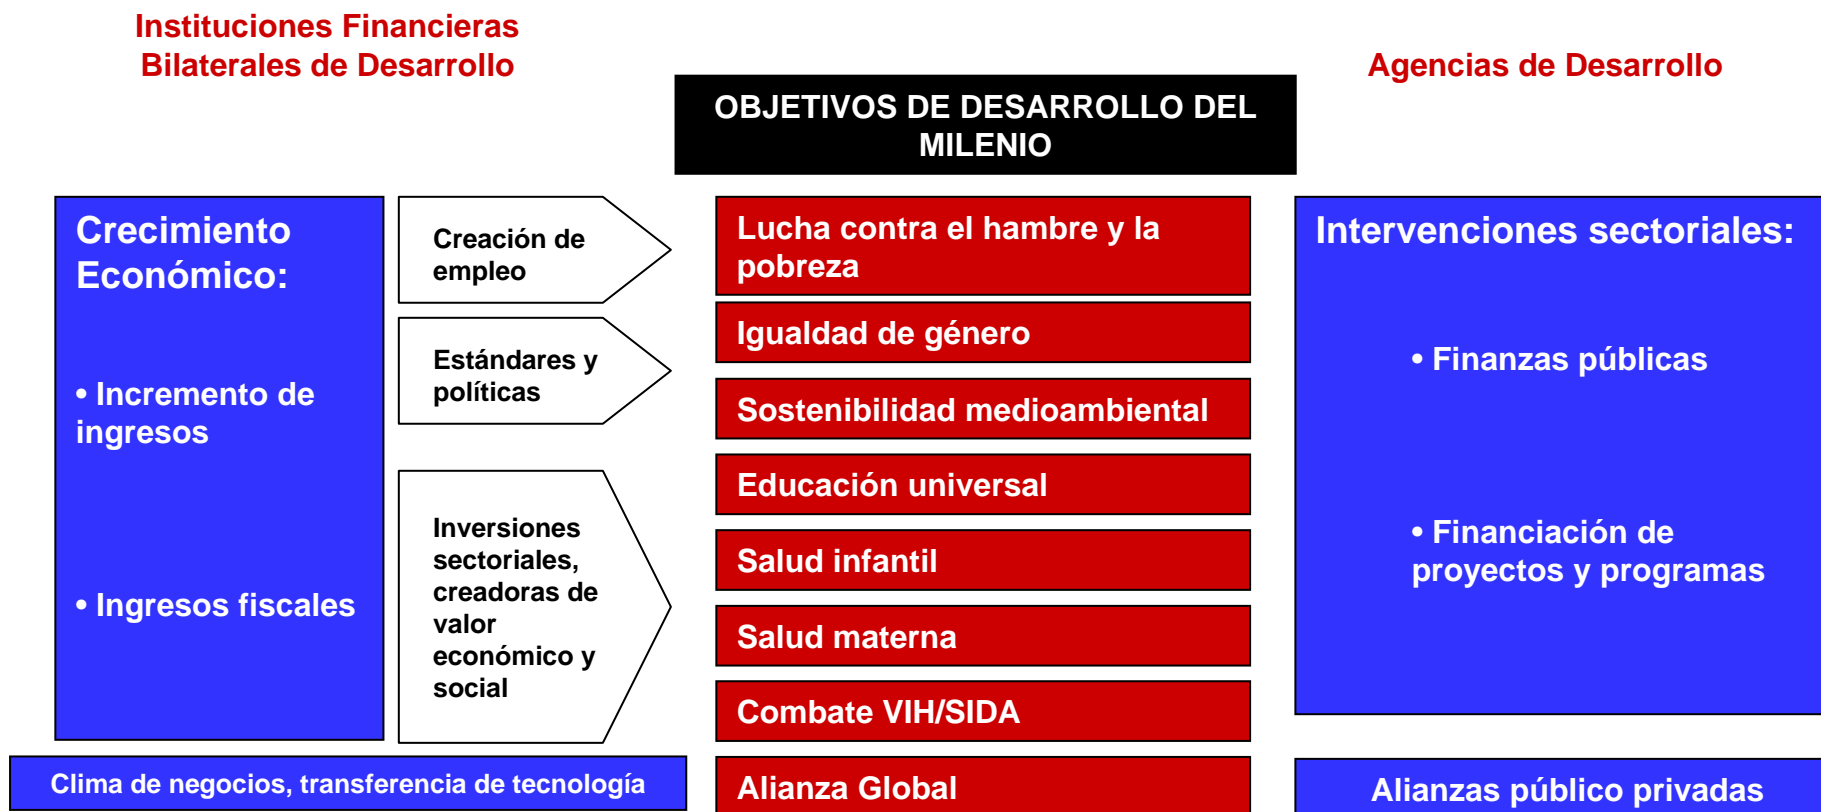 Instituciones Financieras
Bilaterales de Desarrollo
Agencias de Desarrollo
OBJETIVOS DE DESARROLLO DEL
MILENIO
Crecimiento
Económico:
• Incremento de
ingresos
• Ingresos fiscales
Creación de
empleo
Estándares y
políticas
Inversiones
sectoriales,
creadoras de
valor
económico y
social
Lucha contra el hambre y la
pobreza
Igualdad de género
Sostenibilidad medioambiental
Educación universal
Salud infantil
Salud materna
Combate VIH/SIDA
Alianza Global
Intervenciones sectoriales:
• Finanzas públicas
• Financiación de
proyectos y programas
Clima de negocios, transferencia de tecnología
Alianzas público privadas